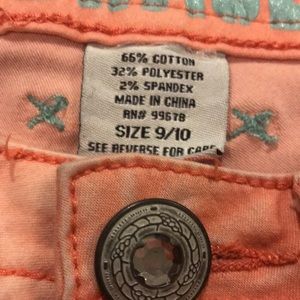 66% COTTON
32% POLYESTER
2% SPANDEX
MADE IN CHINA
RN# 99678
SIZE 9/10
SEE REVERSE FOR CARE